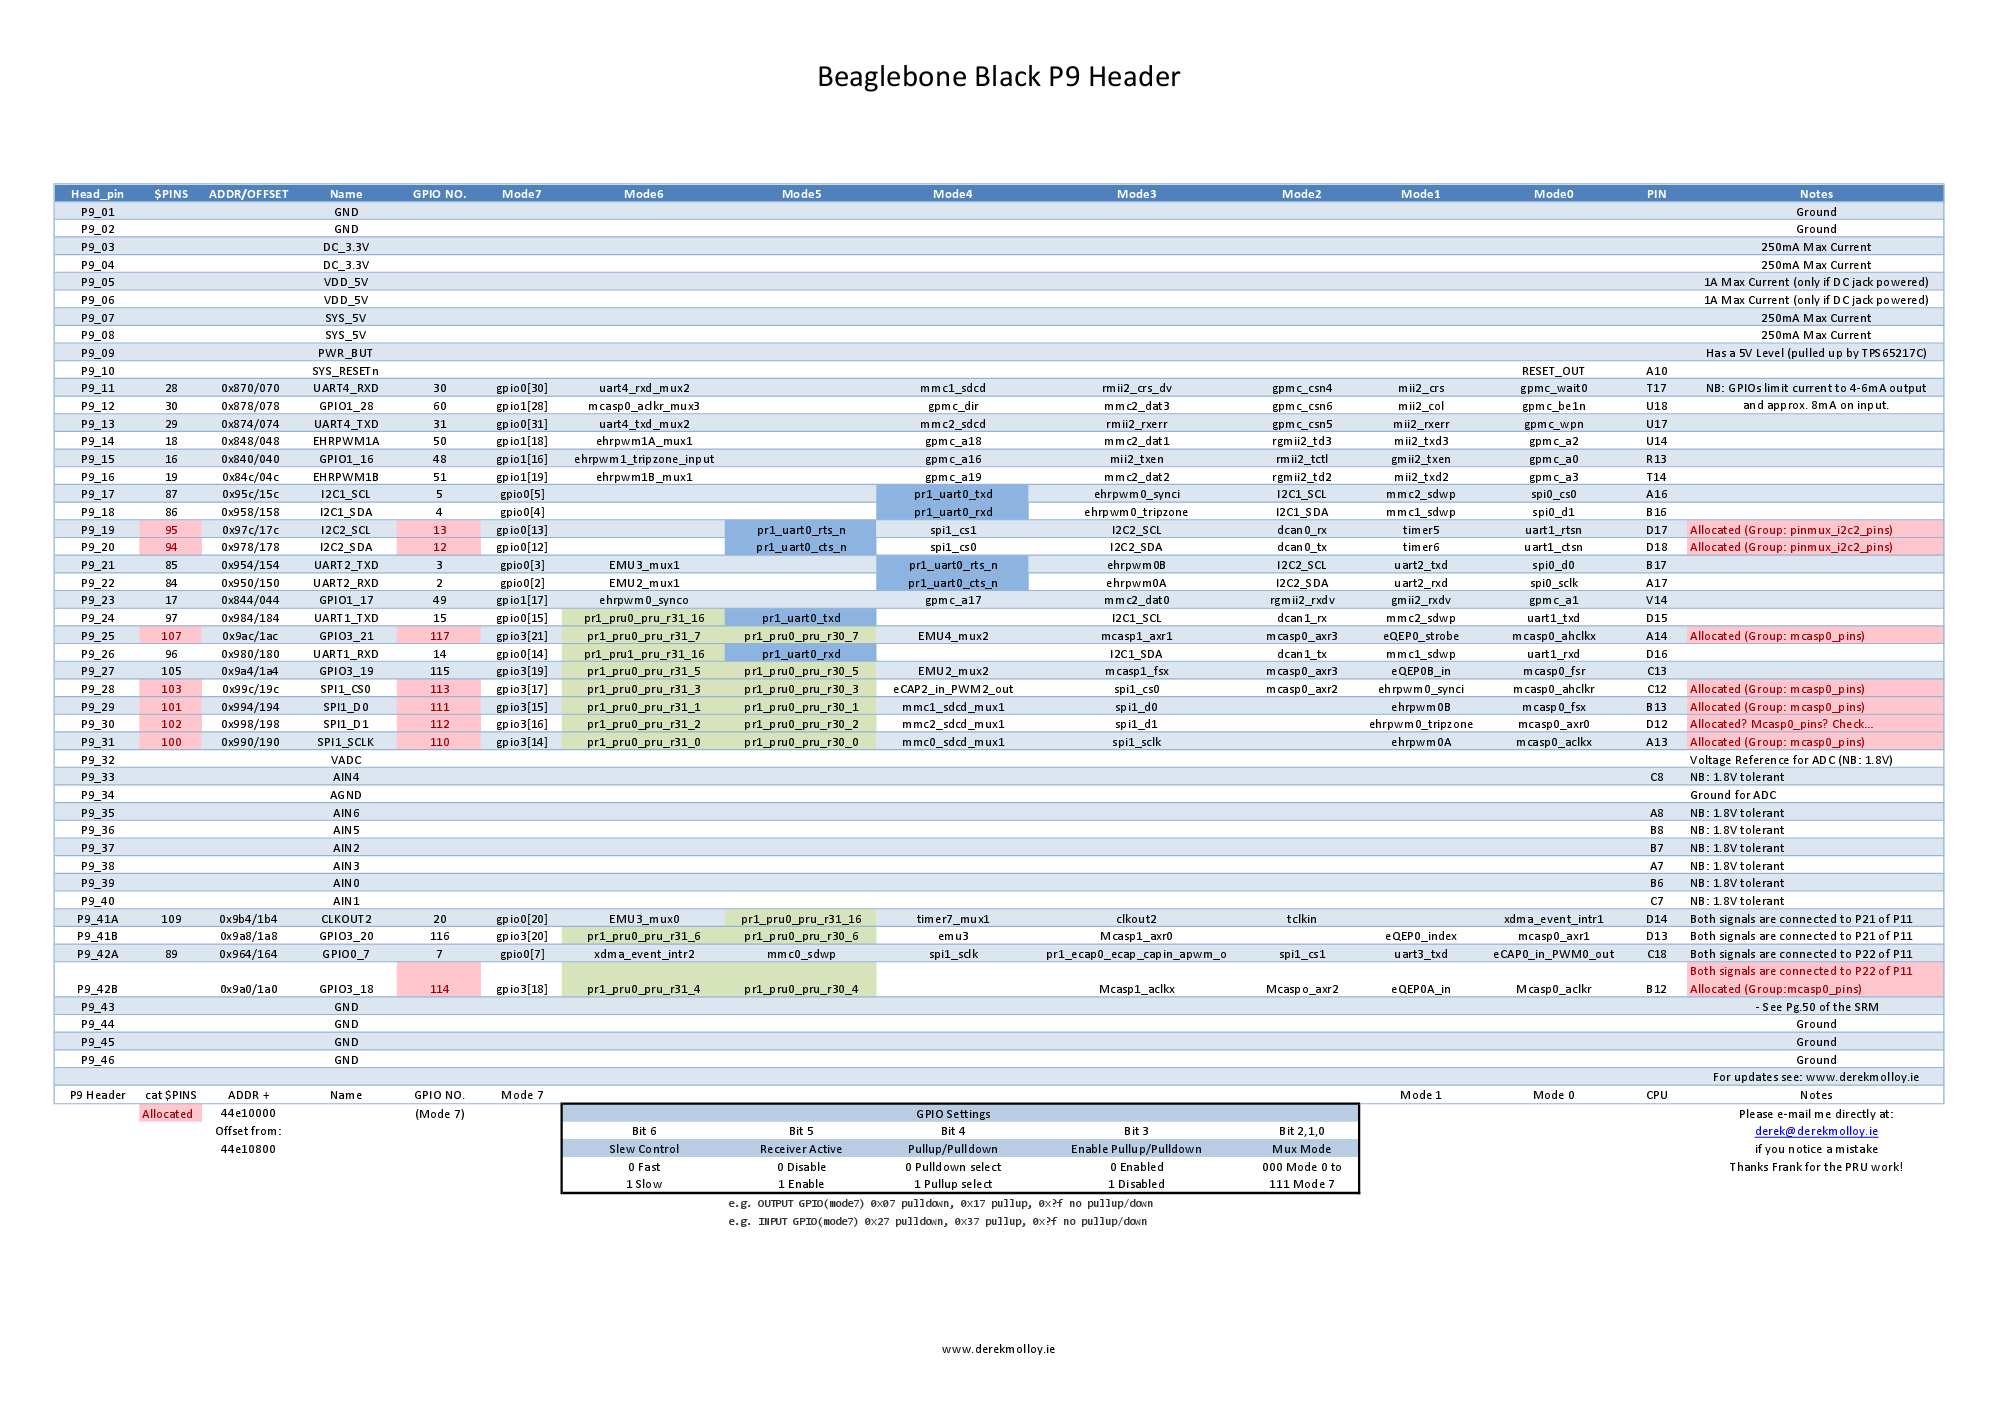 Beaglebone Black P9 Header
Head_pin $PINS ADDR/OFFSET Name GPIO NO. Mode7 Mode6 Mode5 Mode4 Mode3 Mode2 Mode1 Mode0 PIN Notes
P9_01 GND Ground
P9_02 GND Ground
P9_03 DC_3.3V 250mA Max Current
P9_04 DC_3.3V 250mA Max Current
P9_05 VDD_5V 1A Max Current (only if DC jack powered)
P9_06 VDD_5V 1A Max Current (only if DC jack powered)
P9_07 SYS_5V 250mA Max Current
P9_08 SYS_5V 250mA Max Current
P9_09 PWR_BUT Has a 5V Level (pulled up by TPS65217C)
P9_10 SYS_RESETn RESET_OUT A10
P9_11 28 0x870/070 UART4_RXD 30 gpio0[30] uart4_rxd_mux2 mmc1_sdcd rmii2_crs_dv gpmc_csn4 mii2_crs gpmc_wait0 T17 NB: GPIOs limit current to 4-6mA output
P9_12 30 0x878/078 GPIO1_28 60 gpio1[28] mcasp0_aclkr_mux3 gpmc_dir mmc2_dat3 gpmc_csn6 mii2_col gpmc_be1n U18 and approx. 8mA on input.
P9_13 29 0x874/074 UART4_TXD 31 gpio0[31] uart4_txd_mux2 mmc2_sdcd rmii2_rxerr gpmc_csn5 mii2_rxerr gpmc_wpn U17
P9_14 18 0x848/048 EHRPWM1A 50 gpio1[18] ehrpwm1A_mux1 gpmc_a18 mmc2_dat1 rgmii2_td3 mii2_txd3 gpmc_a2 U14
P9_15 16 0x840/040 GPIO1_16 48 gpio1[16] ehrpwm1_tripzone_input gpmc_a16 mii2_txen rmii2_tctl gmii2_txen gpmc_a0 R13
P9_16 19 0x84c/04c EHRPWM1B 51 gpio1[19] ehrpwm1B_mux1 gpmc_a19 mmc2_dat2 rgmii2_td2 mii2_txd2 gpmc_a3 T14
P9_17 87 0x95c/15c I2C1_SCL 5 gpio0[5] pr1_uart0_txd ehrpwm0_synci I2C1_SCL mmc2_sdwp spi0_cs0 A16
P9_18 86 0x958/158 I2C1_SDA 4 gpio0[4] pr1_uart0_rxd ehrpwm0_tripzone I2C1_SDA mmc1_sdwp spi0_d1 B16
P9_19 95 0x97c/17c I2C2_SCL 13 gpio0[13] pr1_uart0_rts_n spi1_cs1 I2C2_SCL dcan0_rx timer5 uart1_rtsn D17 Allocated (Group: pinmux_i2c2_pins)
P9_20 94 0x978/178 I2C2_SDA 12 gpio0[12] pr1_uart0_cts_n spi1_cs0 I2C2_SDA dcan0_tx timer6 uart1_ctsn D18 Allocated (Group: pinmux_i2c2_pins)
P9_21 85 0x954/154 UART2_TXD 3 gpio0[3] EMU3_mux1 pr1_uart0_rts_n ehrpwm0B I2C2_SCL uart2_txd spi0_d0 B17
P9_22 84 0x950/150 UART2_RXD 2 gpio0[2] EMU2_mux1 pr1_uart0_cts_n ehrpwm0A I2C2_SDA uart2_rxd spi0_sclk A17
P9_23 17 0x844/044 GPIO1_17 49 gpio1[17] ehrpwm0_synco gpmc_a17 mmc2_dat0 rgmii2_rxdv gmii2_rxdv gpmc_a1 V14
P9_24 97 0x984/184 UART1_TXD 15 gpio0[15] pr1_pru0_pru_r31_16 pr1_uart0_txd I2C1_SCL dcan1_rx mmc2_sdwp uart1_txd D15
P9_25 107 0x9ac/1ac GPIO3_21 117 gpio3[21] pr1_pru0_pru_r31_7 pr1_pru0_pru_r30_7 EMU4_mux2 mcasp1_axr1 mcasp0_axr3 eQEP0_strobe mcasp0_ahclkx A14 Allocated (Group: mcasp0_pins)
P9_26 96 0x980/180 UART1_RXD 14 gpio0[14] pr1_pru1_pru_r31_16 pr1_uart0_rxd I2C1_SDA dcan1_tx mmc1_sdwp uart1_rxd D16
P9_27 105 0x9a4/1a4 GPIO3_19 115 gpio3[19] pr1_pru0_pru_r31_5 pr1_pru0_pru_r30_5 EMU2_mux2 mcasp1_fsx mcasp0_axr3 eQEP0B_in mcasp0_fsr C13
P9_28 103 0x99c/19c SPI1_CS0 113 gpio3[17] pr1_pru0_pru_r31_3 pr1_pru0_pru_r30_3 eCAP2_in_PWM2_out spi1_cs0 mcasp0_axr2 ehrpwm0_synci mcasp0_ahclkr C12 Allocated (Group: mcasp0_pins)
P9_29 101 0x994/194 SPI1_D0 111 gpio3[15] pr1_pru0_pru_r31_1 pr1_pru0_pru_r30_1 mmc1_sdcd_mux1 spi1_d0 ehrpwm0B mcasp0_fsx B13 Allocated (Group: mcasp0_pins)
P9_30 102 0x998/198 SPI1_D1 112 gpio3[16] pr1_pru0_pru_r31_2 pr1_pru0_pru_r30_2 mmc2_sdcd_mux1 spi1_d1 ehrpwm0_tripzone mcasp0_axr0 D12 Allocated? Mcasp0_pins? Check...
P9_31 100 0x990/190 SPI1_SCLK 110 gpio3[14] pr1_pru0_pru_r31_0 pr1_pru0_pru_r30_0 mmc0_sdcd_mux1 spi1_sclk ehrpwm0A mcasp0_aclkx A13 Allocated (Group: mcasp0_pins)
P9_32 VADC Voltage Reference for ADC (NB: 1.8V)
P9_33 AIN4 C8 NB: 1.8V tolerant
P9_34 AGND Ground for ADC
P9_35 AIN6 A8 NB: 1.8V tolerant
P9_36 AIN5 B8 NB: 1.8V tolerant
P9_37 AIN2 B7 NB: 1.8V tolerant
P9_38 AIN3 A7 NB: 1.8V tolerant
P9_39 AIN0 B6 NB: 1.8V tolerant
P9_40 AIN1 C7 NB: 1.8V tolerant
P9_41A 109 0x9b4/1b4 CLKOUT2 20 gpio0[20] EMU3_mux0 pr1_pru0_pru_r31_16 timer7_mux1 clkout2 tclkin xdma_event_intr1 D14 Both signals are connected to P21 of P11
P9_41B 0x9a8/1a8 GPIO3_20 116 gpio3[20] pr1_pru0_pru_r31_6 pr1_pru0_pru_r30_6 emu3 Mcasp1_axr0 eQEP0_index mcasp0_axr1 D13 Both signals are connected to P21 of P11
P9_42A 89 0x964/164 GPIO0_7 7 gpio0[7] xdma_event_intr2 mmc0_sdwp spi1_sclk pr1_ecap0_ecap_capin_apwm_o spi1_cs1 uart3_txd eCAP0_in_PWM0_out C18 Both signals are connected to P22 of P11
Both signals are connected to P22 of P11
P9_42B 0x9a0/1a0 GPIO3_18 114 gpio3[18] pr1_pru0_pru_r31_4 pr1_pru0_pru_r30_4 Mcasp1_aclkx Mcaspo_axr2 eQEP0A_in Mcasp0_aclkr B12 Allocated (Group:mcasp0_pins)
P9_43 GND - See Pg.50 of the SRM
P9_44 GND Ground
P9_45 GND Ground
P9_46 GND Ground
For updates see: www.derekmolloy.ie
P9 Header cat $PINS ADDR + Name GPIO NO. Mode 7 Mode 1 Mode 0 CPU Notes
Allocated 44e10000 (Mode 7) GPIO Settings Please e-mail me directly at:
Offset from: Bit 6 Bit 5 Bit 4 Bit 3 Bit 2,1,0 derek@derekmolloy.ie
44e10800 Slew Control Receiver Active Pullup/Pulldown Enable Pullup/Pulldown Mux Mode if you notice a mistake
0 Fast 0 Disable 0 Pulldown select 0 Enabled 000 Mode 0 to Thanks Frank for the PRU work!
1 Slow 1 Enable 1 Pullup select 1 Disabled 111 Mode 7
e.g. OUTPUT GPIO(mode7) 0x07 pulldown, 0x17 pullup, 0x?f no pullup/down
e.g. INPUT GPIO(mode7) 0x27 pulldown, 0x37 pullup, 0x?f no pullup/down
www.derekmolloy.ie